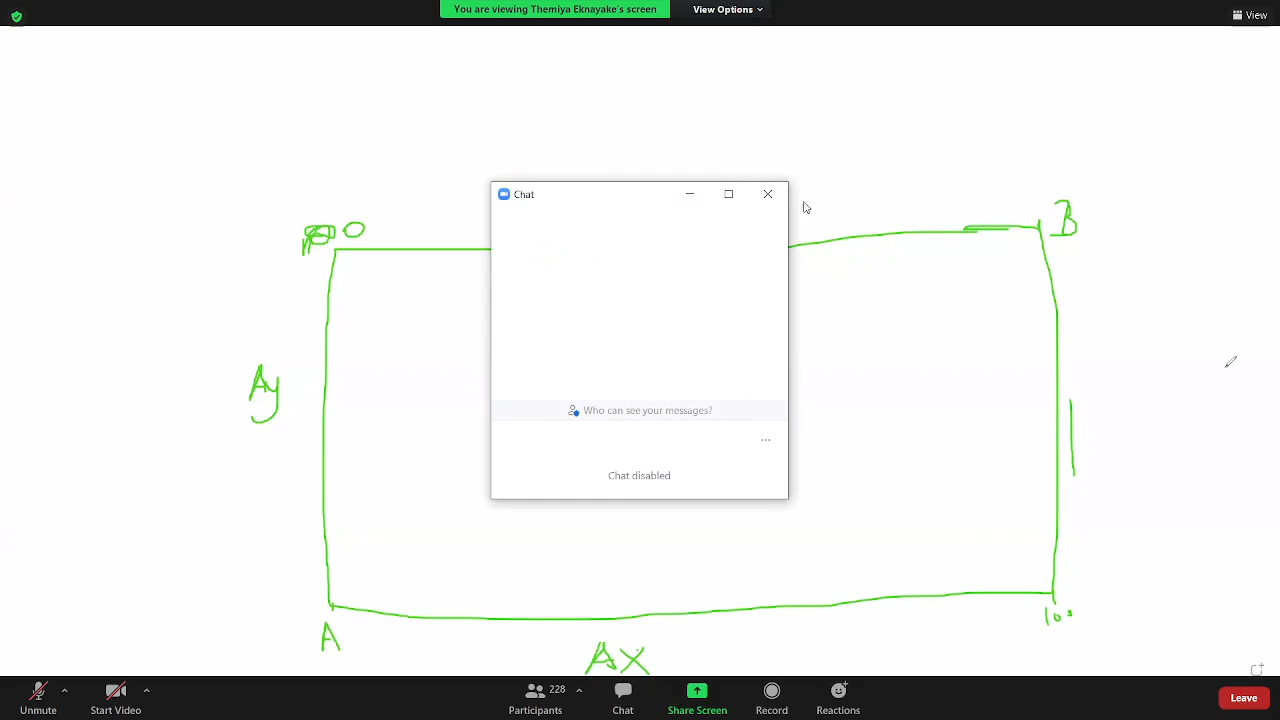 You are viewing Themiya Eknayake's screen
View Options
View
Chat
O
B
Ay
Who can see your messages?
...
Chat disabled
A
AX
Unmute
Start Video
228
Participants
Chat
Share Screen
Record
Reactions
Leave